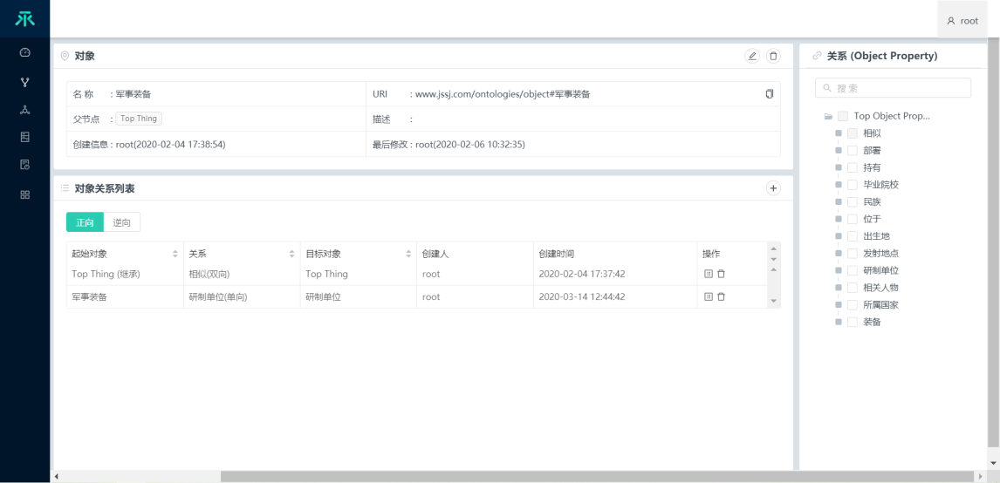 root
对象
名 称 : 军事装备
URI : www.jssj.com/ontologies/object#军事装备
父节点 : Top Thing
描述 :
创建信息 : root(2020-02-04 17:38:54)
最后修改 : root(2020-02-06 10:32:35)
对象关系列表
正向 逆向
起始对象 关系 目标对象 创建人 创建时间 操作
Top Thing (继承) 相似(双向) Top Thing root 2020-02-04 17:37:42
军事装备 研制单位(单向) 研制单位 root 2020-03-14 12:44:42
关系 (Object Property)
搜 索
Top Object Prop...
相似
部署
持有
毕业院校
民族
位于
出生地
发射地点
研制单位
相关人物
所属国家
装备